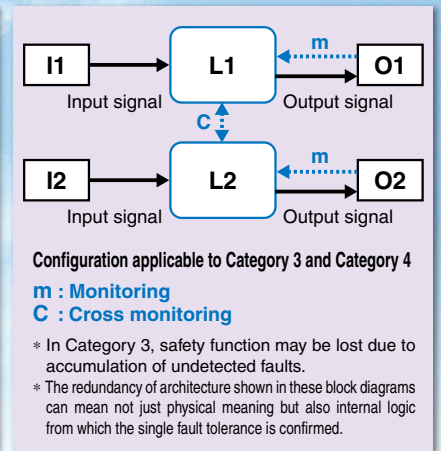 m
I1
L1
O1
Input signal
Output signal
C
m
I2
L2
O2
Input signal
Output signal
Configuration applicable to Category 3 and Category 4
m : Monitoring
C : Cross monitoring
* In Category 3, safety function may be lost due to
accumulation of undetected faults.
* The redundancy of architecture shown in these block diagrams
can mean not just physical meaning but also internal logic
from which the single fault tolerance is confirmed.